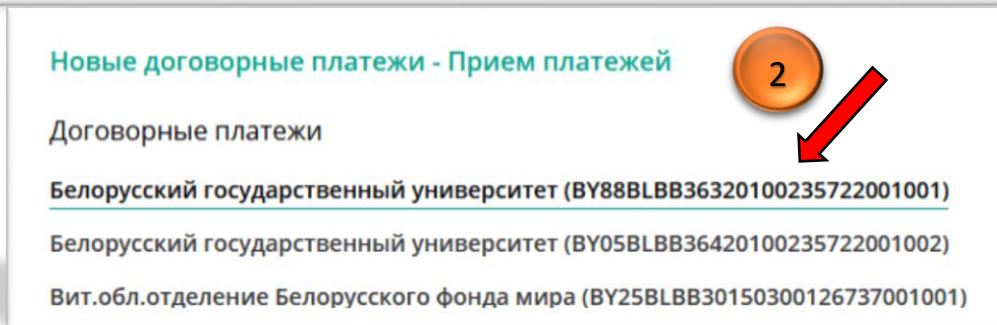 Новые договорные платежи - Прием платежей
2
Договорные платежи
Белорусский государственный университет (BY88BLBB36320100235722001001)
Белорусский государственный университет (BY05BLBB36420100235722001002)
Вит.обл.отделение Белорусского фонда мира (BY25BLBB30150300126737001001)